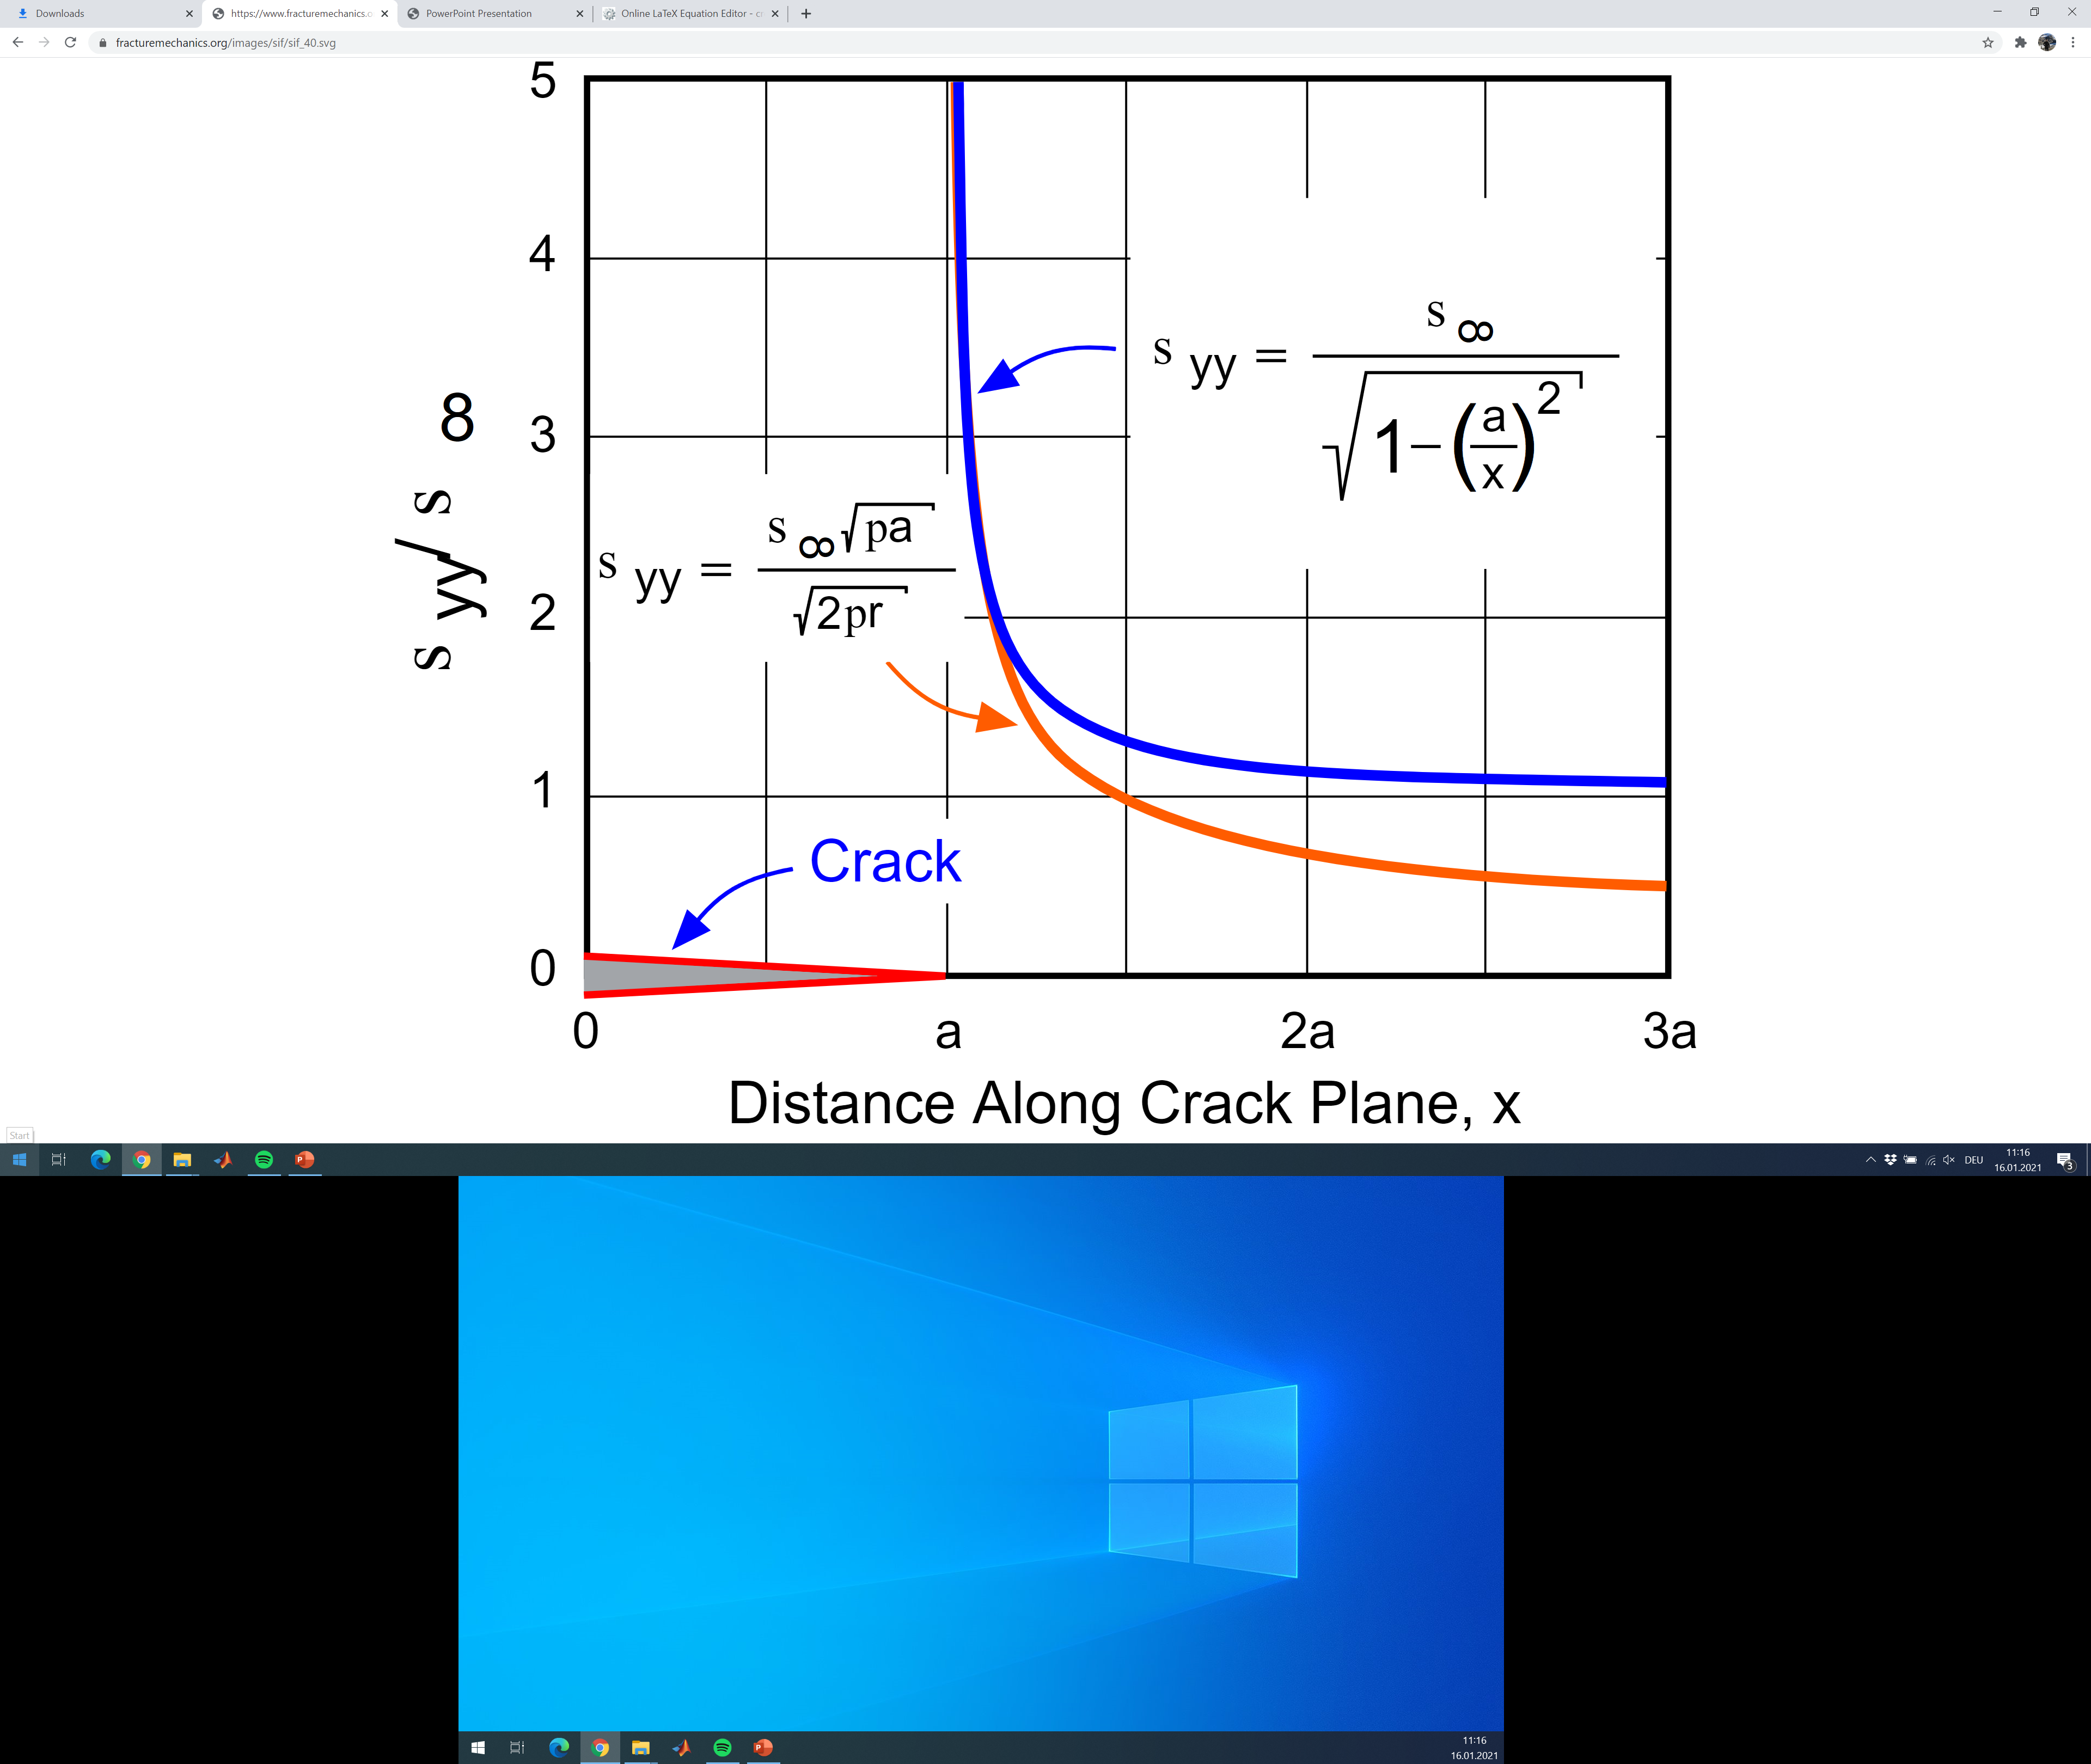 Downloads
https://www.fracturemechanics.o
PowerPoint Presentation
Online LaTeX Equation Editor - c
fracturemechanics.org/images/sif/sif_40.svg
5
4
3
2
1
0
s yy/ s 8
s yy = s ∞ / √1−(a/x)2
s yy = s ∞ √pa / √2pr
Crack
0 a 2a 3a
Distance Along Crack Plane, x
Start
DEU
11:16
16.01.2021
3
11:16
16.01.2021